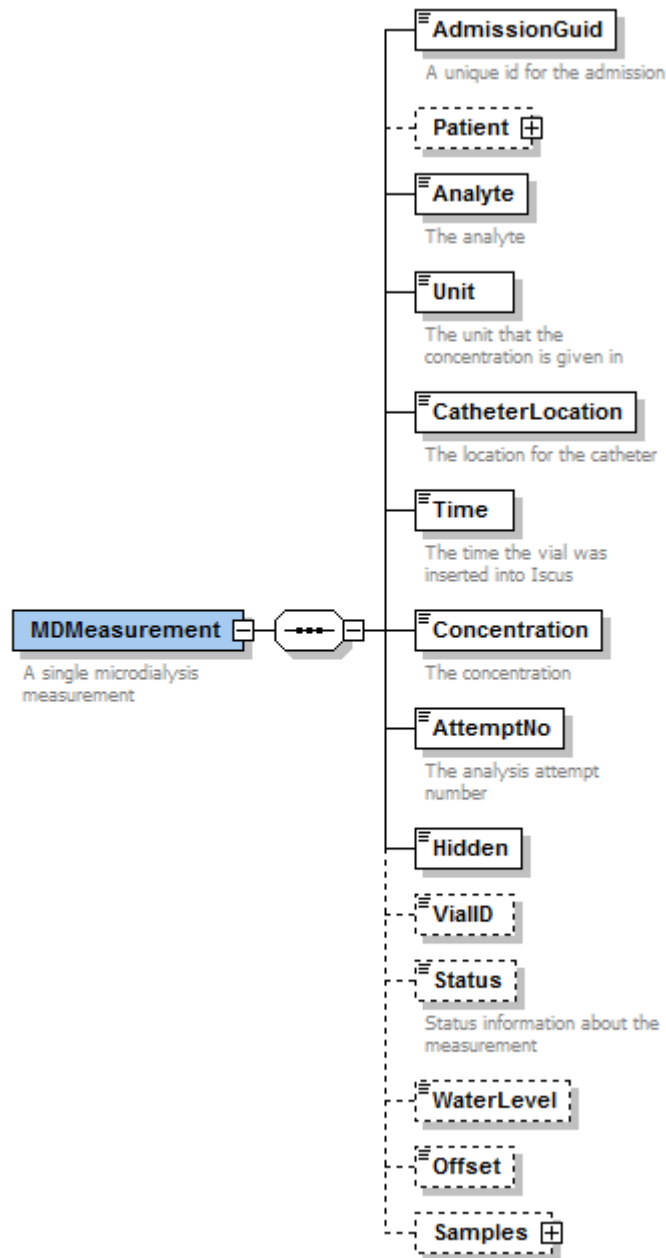 AdmissionGuid
A unique id for the admission
Patient
Analyte
The analyte
Unit
The unit that the
concentration is given in
CatheterLocation
The location for the catheter
Time
The time the vial was
inserted into Iscus
MDMeasurement
A single microdialysis
measurement
Concentration
The concentration
AttemptNo
The analysis attempt
number
Hidden
VialID
Status
Status information about the
measurement
WaterLevel
Offset
Samples